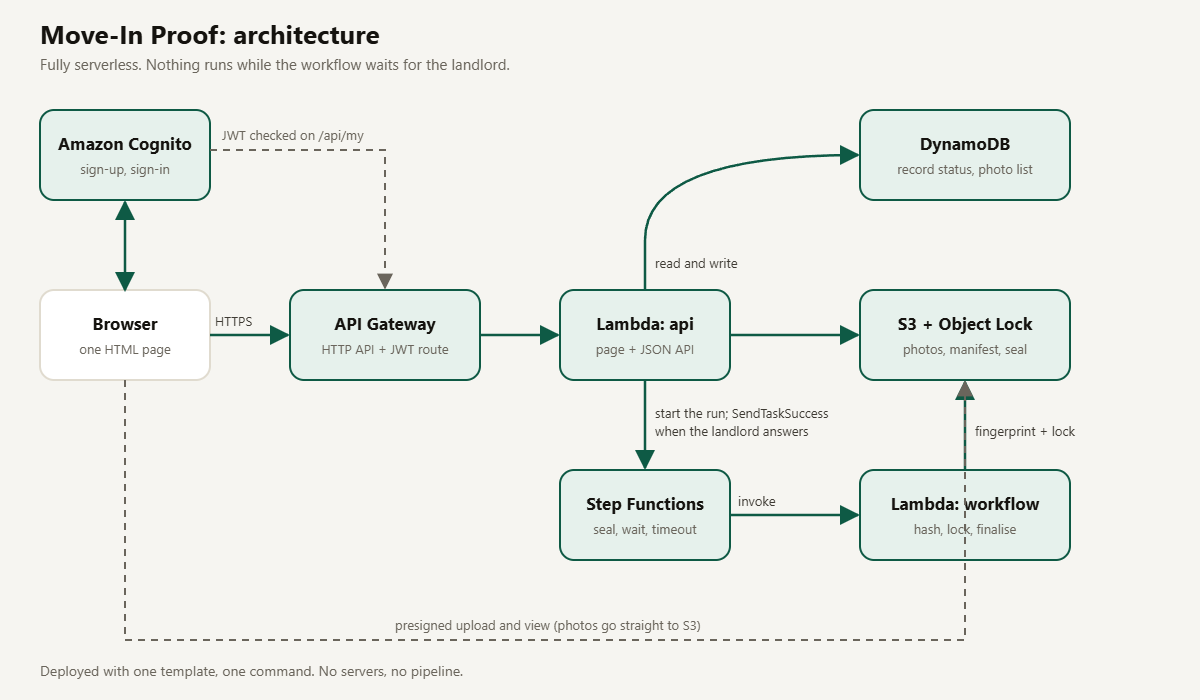 Move-In Proof: architecture
Fully serverless. Nothing runs while the workflow waits for the landlord.
Amazon Cognito
sign-up, sign-in
JWT checked on /api/my
DynamoDB
record status, photo list
read and write
Browser
one HTML page
HTTPS
API Gateway
HTTP API + JWT route
Lambda: api
page + JSON API
S3 + Object Lock
photos, manifest, seal
start the run; SendTaskSuccess
when the landlord answers
fingerprint + lock
Step Functions
seal, wait, timeout
invoke
Lambda: workflow
hash, lock, finalise
presigned upload and view (photos go straight to S3)
Deployed with one template, one command. No servers, no pipeline.